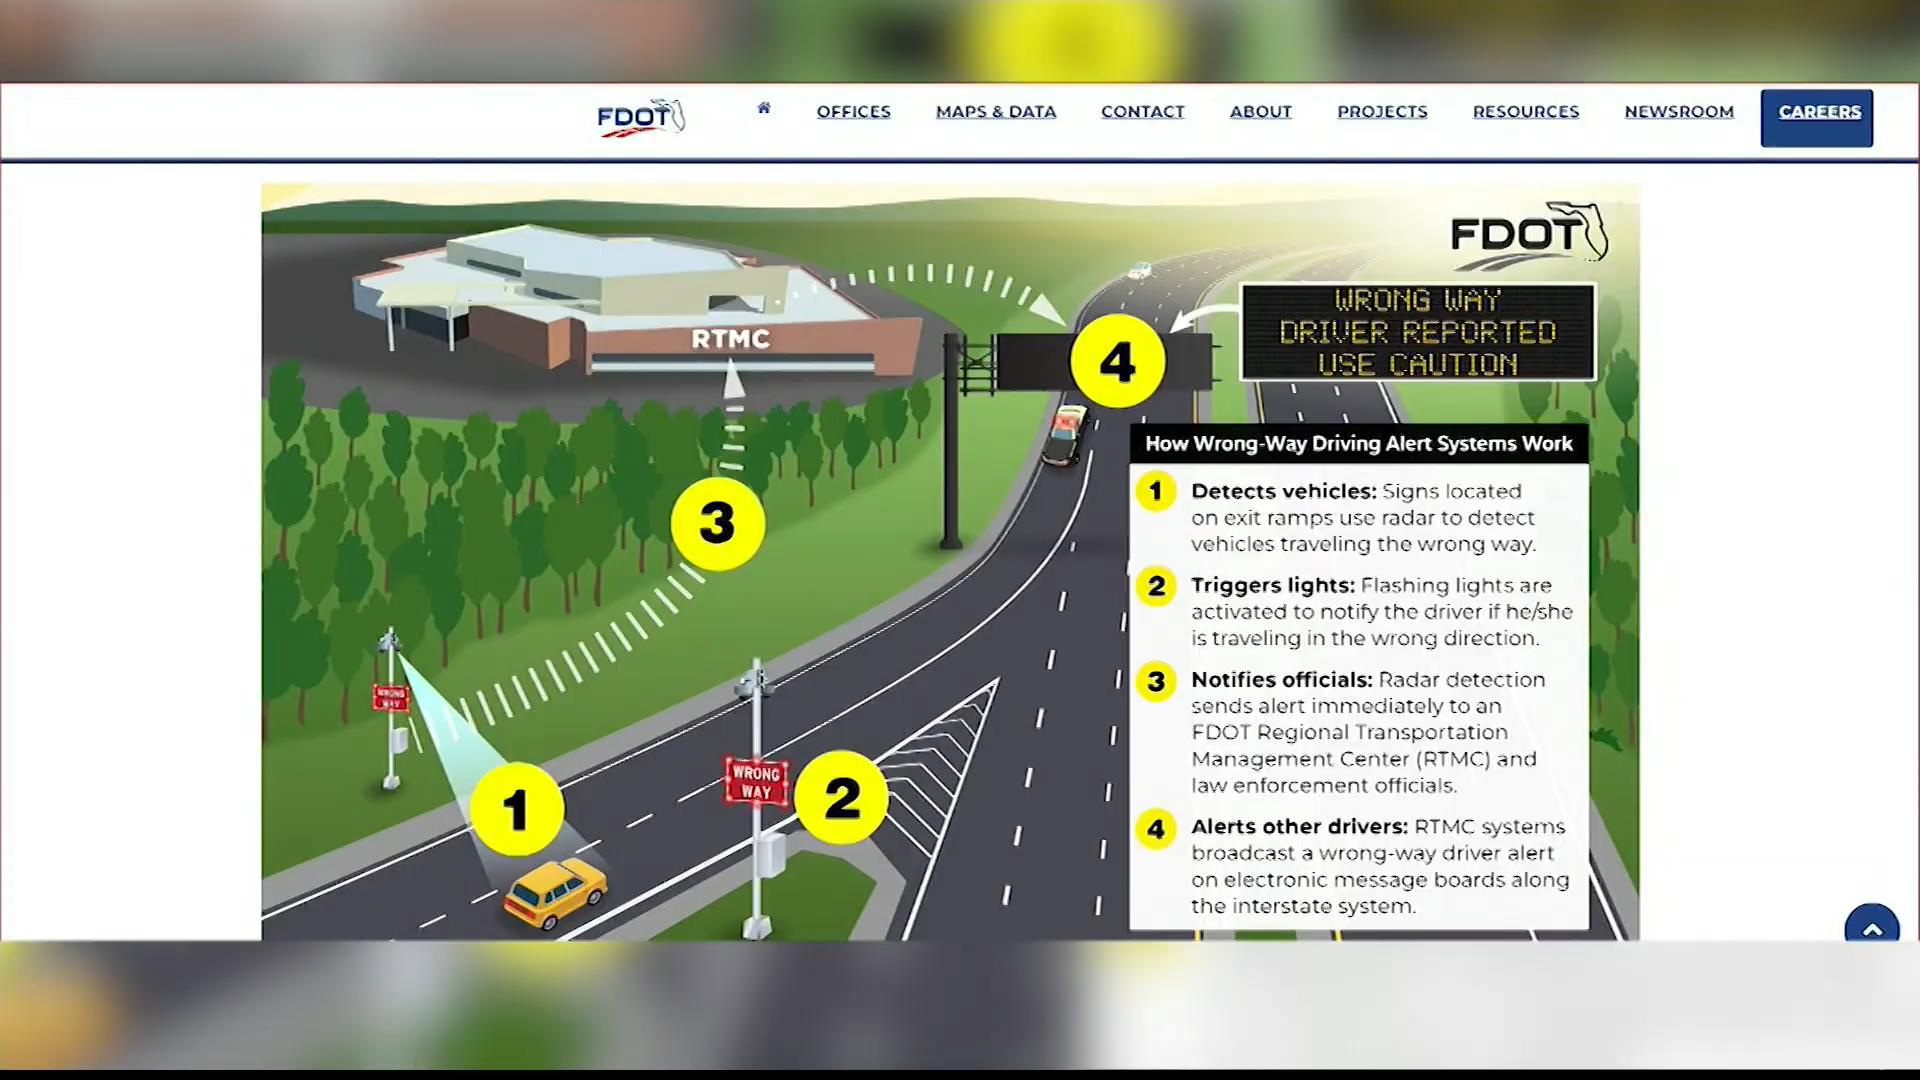 FDOT
OFFICES MAPS & DATA CONTACT ABOUT PROJECTS RESOURCES NEWSROOM CAREERS
FDOT
WRONG WAY
DRIVER REPORTED
USE CAUTION
RTMC
4
3
WRONG
WAY
1
WRONG
WAY
2
How Wrong-Way Driving Alert Systems Work
1 Detects vehicles: Signs located
on exit ramps use radar to detect
vehicles traveling the wrong way.
2 Triggers lights: Flashing lights are
activated to notify the driver if he/she
is traveling in the wrong direction.
3 Notifies officials: Radar detection
sends alert immediately to an
FDOT Regional Transportation
Management Center (RTMC) and
law enforcement officials.
4 Alerts other drivers: RTMC systems
broadcast a wrong-way driver alert
on electronic message boards along
the interstate system.